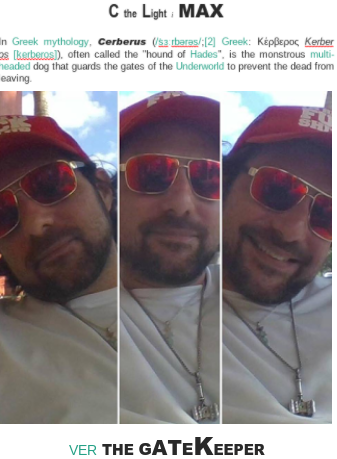 C the Light / MAX
In Greek mythology, Cerberus (/ˈsɜːrbərəs/;[2] Greek: Κέρβερος Kerber
os [ˈkerberos]), often called the "hound of Hades", is the monstrous multi-
headed dog that guards the gates of the Underworld to prevent the dead from
leaving.
VER THE GATEKEEPER